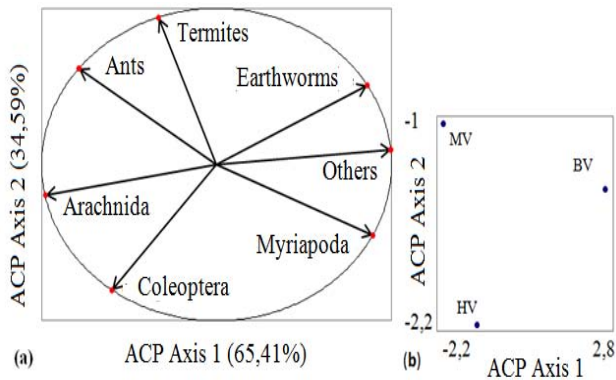 Termites
Ants
Earthworms
Others
Arachnida
Myriapoda
Coleoptera
ACP Axis 2 (34,59%)
(a)
ACP Axis 1 (65,41%)
-1
MV
BV
HV
ACP Axis 2
-2,2
-2,2
2,8
(b)
ACP Axis 1